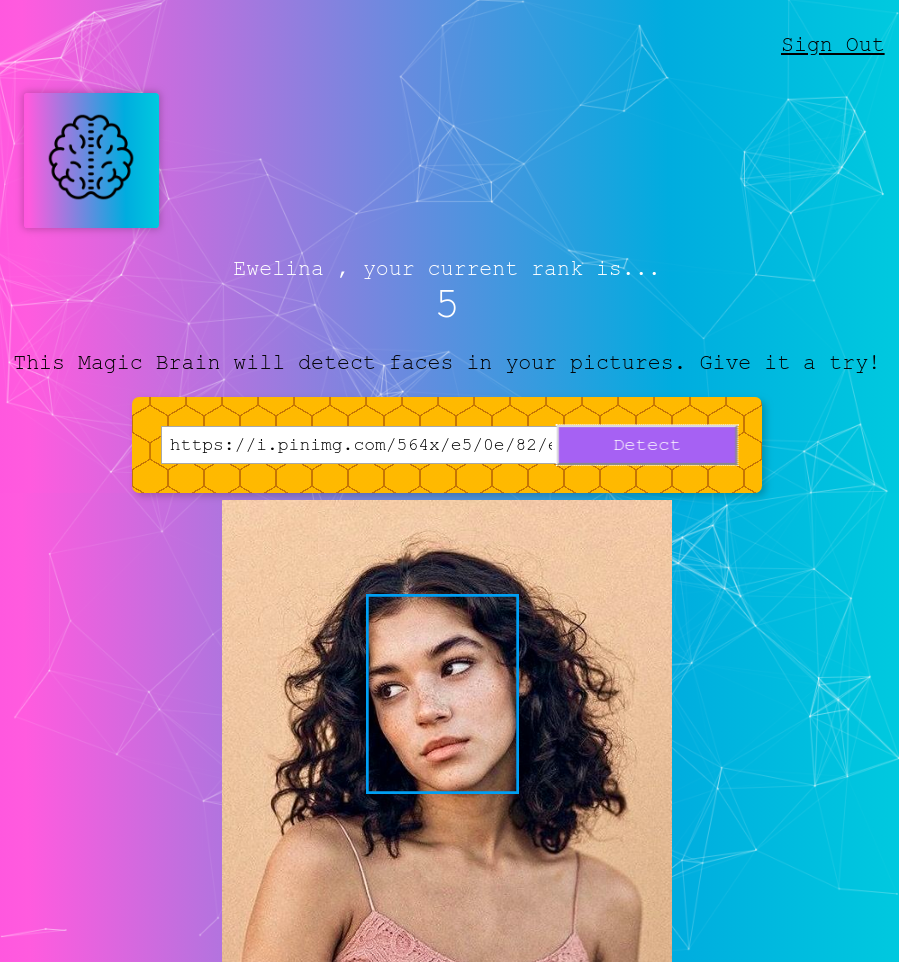 Sign Out
Ewelina , your current rank is...
5
This Magic Brain will detect faces in your pictures. Give it a try!
https://i.pinimg.com/564x/e5/0e/82/e
Detect